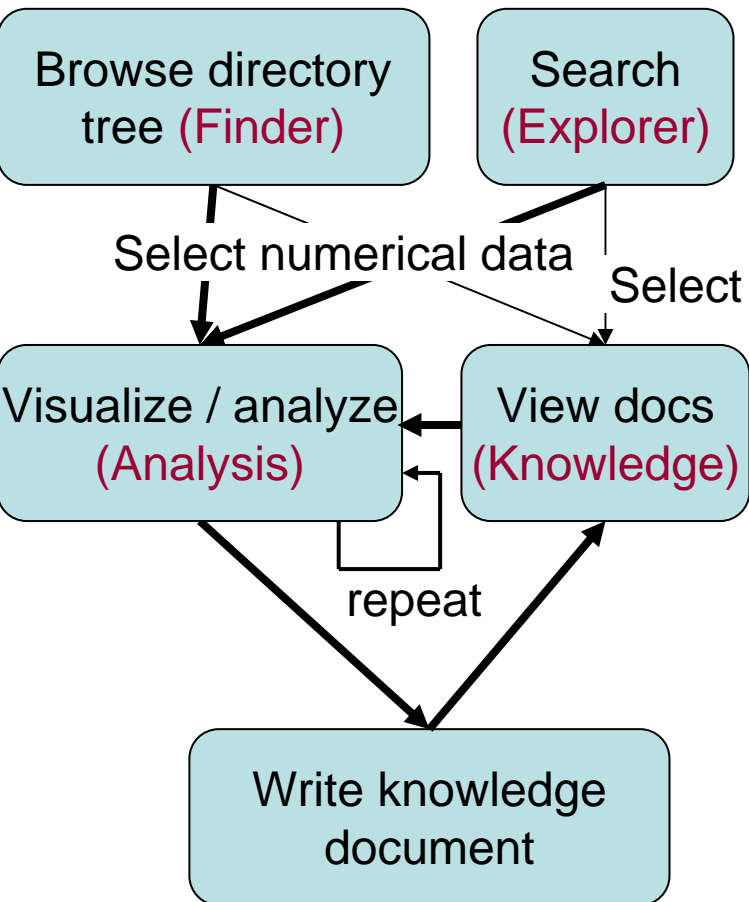 Browse directory
tree (Finder)
Search
(Explorer)
Select numerical data
Select
Visualize / analyze
(Analysis)
View docs
(Knowledge)
repeat
Write knowledge
document